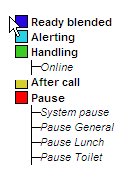 Ready blended
Alerting
Handling
Online
After call
Pause
System pause
Pause General
Pause Lunch
Pause Toilet